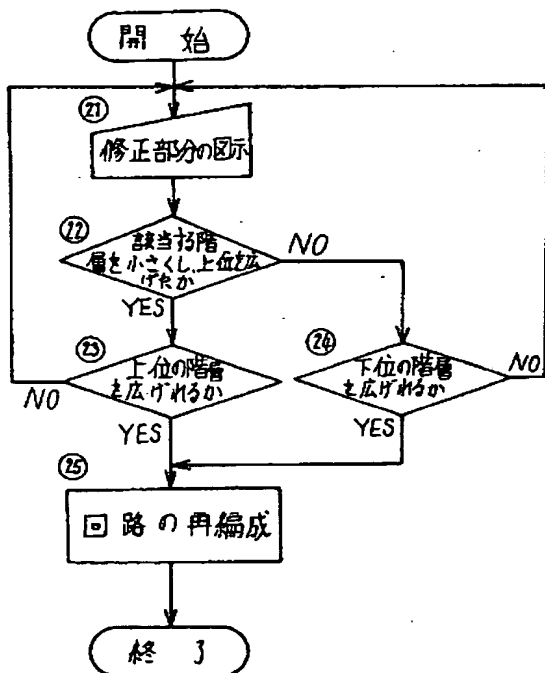 開 始
㉑
修正部分の図示
㉒
該当する階
層を小さくし、上位を広
げたか
NO
YES
㉓
上位の階層
を広げれるか
NO
YES
㉔
下位の階層
を広げれるか
NO
YES
㉕
回路の再編成
終 了